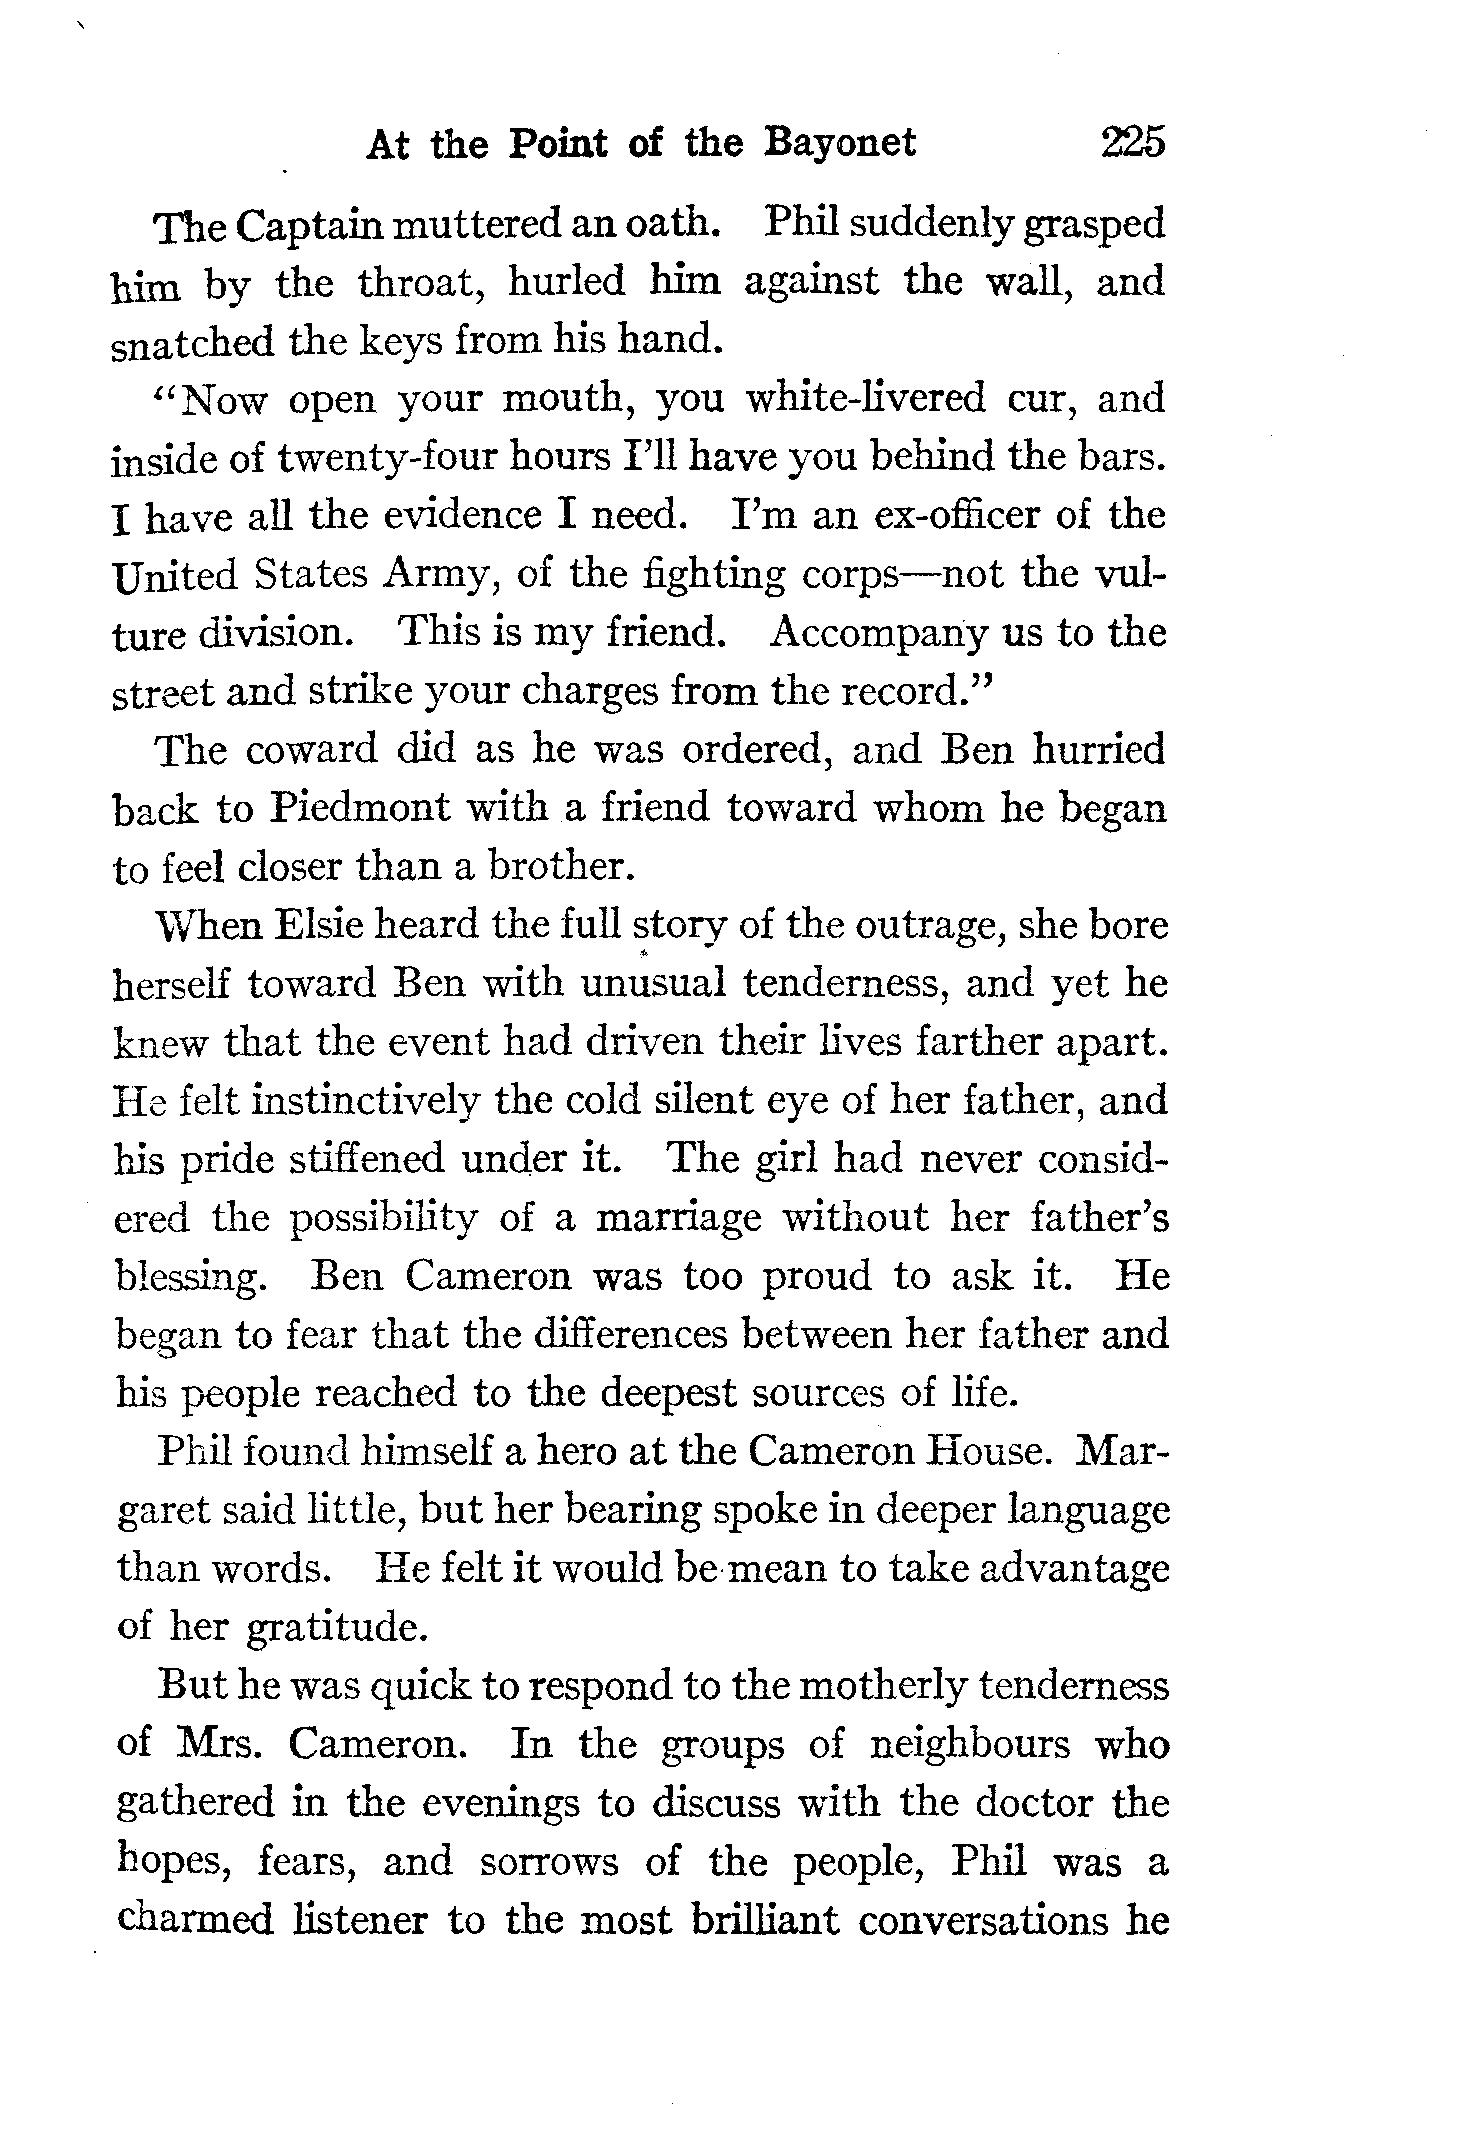 At the Point of the Bayonet 225
The Captain muttered an oath. Phil suddenly grasped
him by the throat, hurled him against the wall, and
snatched the keys from his hand.
"Now open your mouth, you white-livered cur, and
inside of twenty-four hours I'll have you behind the bars.
I have all the evidence I need. I'm an ex-officer of the
United States Army, of the fighting corps—not the vul-
ture division. This is my friend. Accompany us to the
street and strike your charges from the record."
The coward did as he was ordered, and Ben hurried
back to Piedmont with a friend toward whom he began
to feel closer than a brother.
When Elsie heard the full story of the outrage, she bore
herself toward Ben with unusual tenderness, and yet he
knew that the event had driven their lives farther apart.
He felt instinctively the cold silent eye of her father, and
his pride stiffened under it. The girl had never consid-
ered the possibility of a marriage without her father's
blessing. Ben Cameron was too proud to ask it. He
began to fear that the differences between her father and
his people reached to the deepest sources of life.
Phil found himself a hero at the Cameron House. Mar-
garet said little, but her bearing spoke in deeper language
than words. He felt it would be mean to take advantage
of her gratitude.
But he was quick to respond to the motherly tenderness
of Mrs. Cameron. In the groups of neighbours who
gathered in the evenings to discuss with the doctor the
hopes, fears, and sorrows of the people, Phil was a
charmed listener to the most brilliant conversations he